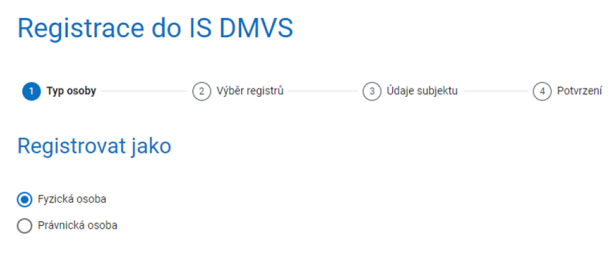 Registrace do IS DMVS
1 Typ osoby 2 Výběr registrů 3 Údaje subjektu 4 Potvrzení
Registrovat jako
Fyzická osoba
Právnická osoba